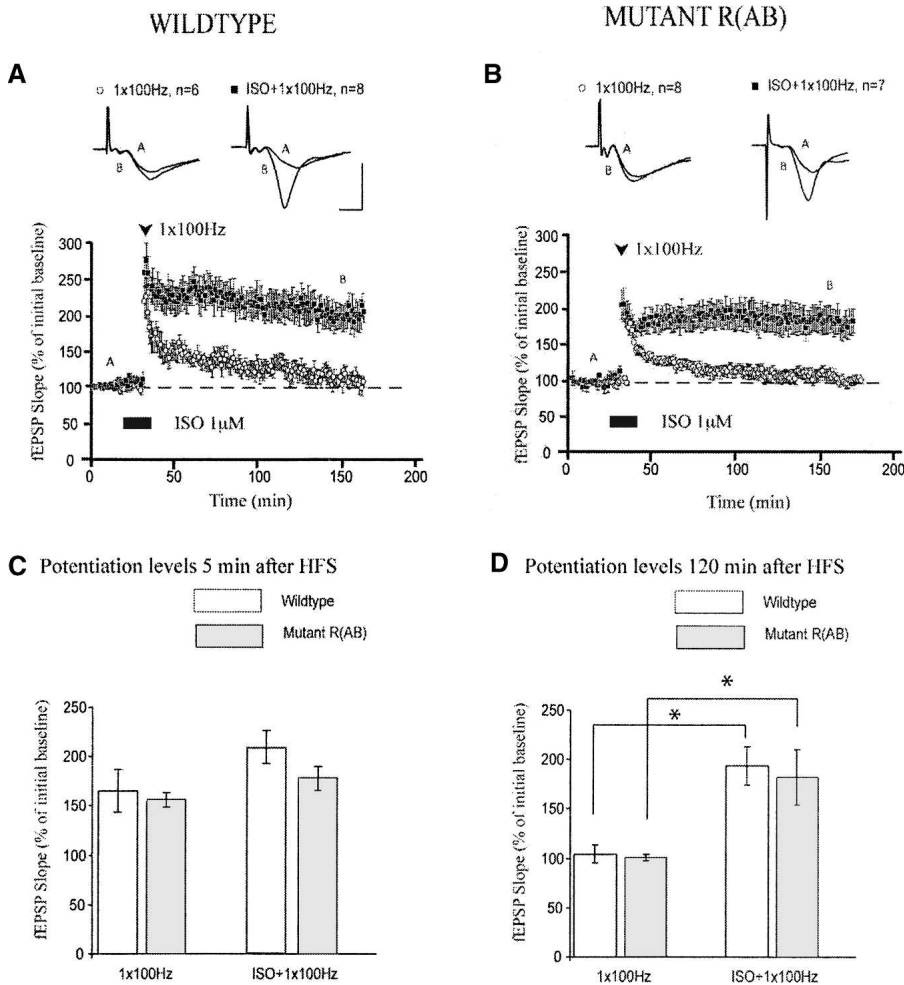 WILDTYPE
MUTANT R(AB)
A
1x100Hz, n=6
ISO+1x100Hz, n=8
A
B
A
B
1x100Hz
fEPSP Slope (% of initial baseline)
300
250
200
150
100
50
0
A
B
ISO 1µM
0
50
100
150
200
Time (min)
B
1x100Hz, n=8
ISO+1x100Hz, n=7
A
B
A
B
1x100Hz
fEPSP Slope (% of initial baseline)
300
250
200
150
100
50
0
A
B
ISO 1µM
0
50
100
150
200
Time (min)
C Potentiation levels 5 min after HFS
Wildtype
Mutant R(AB)
fEPSP Slope (% of initial baseline)
250
200
150
100
50
0
1x100Hz
ISO+1x100Hz
D Potentiation levels 120 min after HFS
Wildtype
Mutant R(AB)
fEPSP Slope (% of initial baseline)
250
200
150
100
50
0
*
*
1x100Hz
ISO+1x100Hz